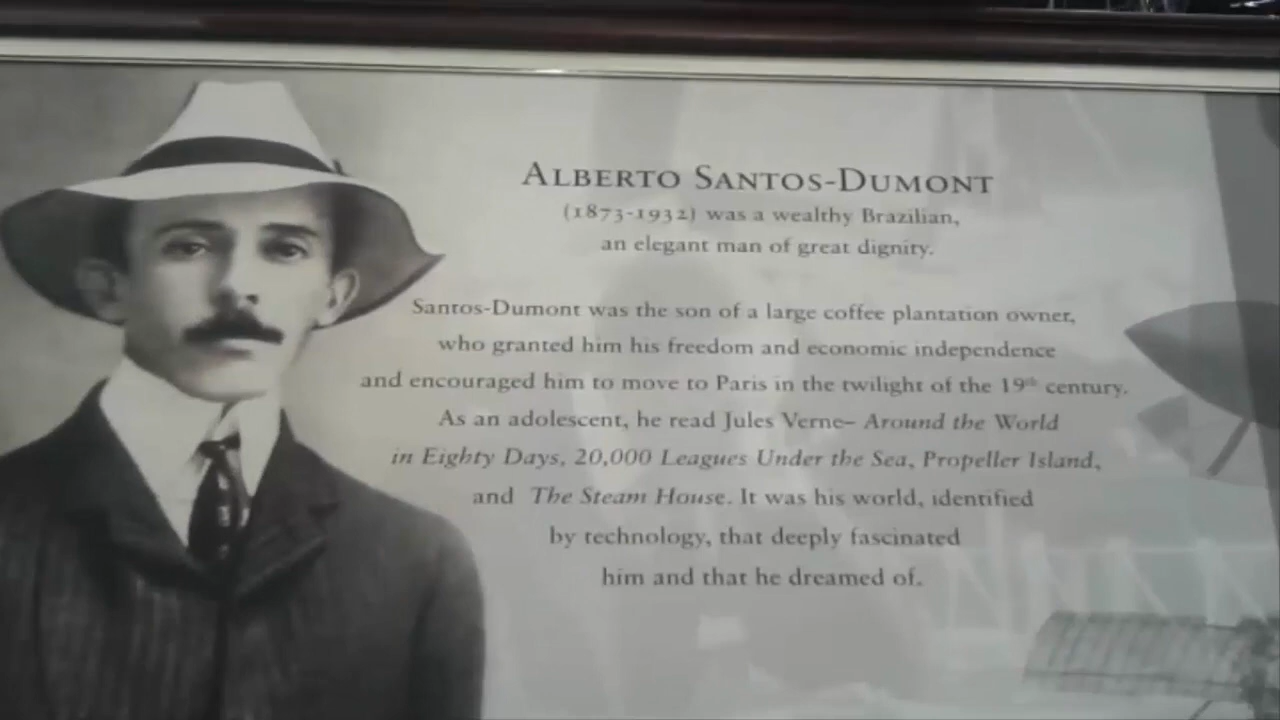 ALBERTO SANTOS-DUMONT
(1873-1932) was a wealthy Brazilian,
an elegant man of great dignity.
Santos-Dumont was the son of a large coffee plantation owner,
who granted him his freedom and economic independence
and encouraged him to move to Paris in the twilight of the 19th century.
As an adolescent, he read Jules Verne– Around the World
in Eighty Days, 20,000 Leagues Under the Sea, Propeller Island,
and The Steam House. It was his world, identified
by technology, that deeply fascinated
him and that he dreamed of.